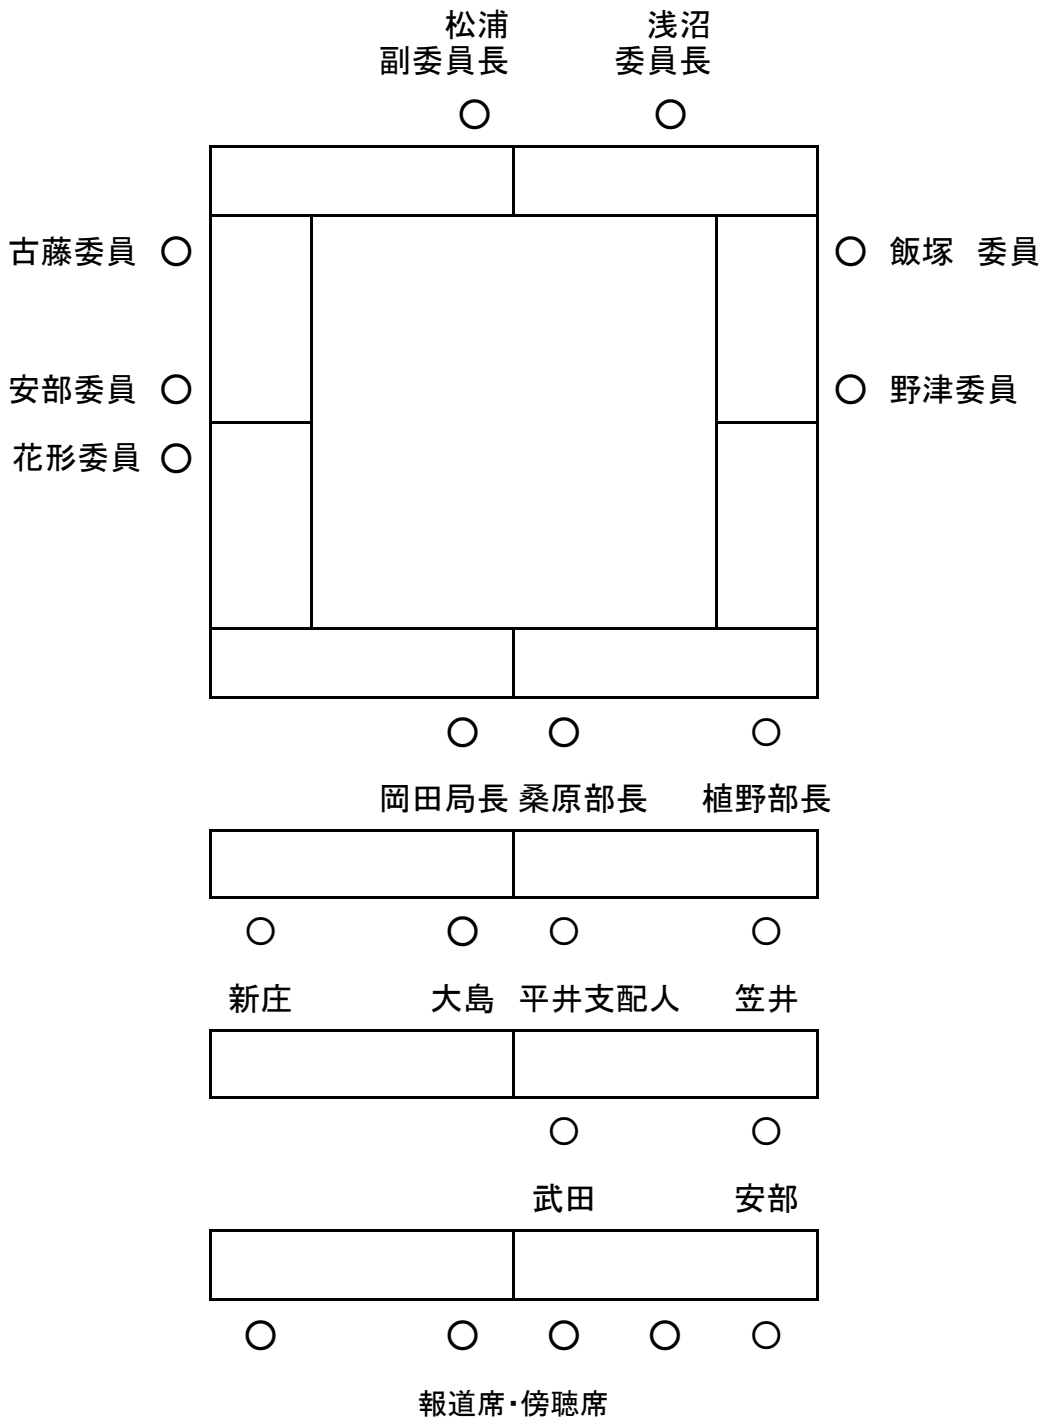 松浦
副委員長
浅沼
委員長
古藤委員
飯塚　委員
安部委員
野津委員
花形委員
岡田局長 桑原部長 植野部長
新庄 大島 平井支配人 笠井
武田 安部
報道席・傍聴席